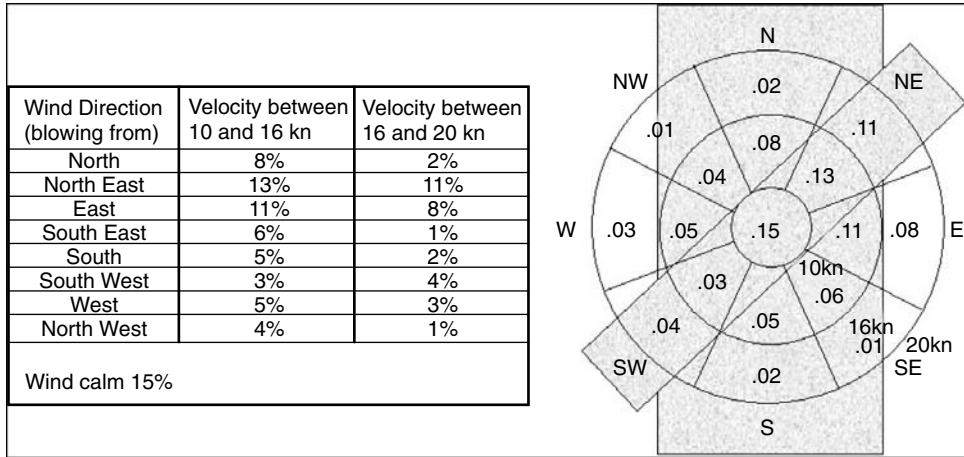 Wind Direction (blowing from) Velocity between 10 and 16 kn Velocity between 16 and 20 kn
North 8% 2%
North East 13% 11%
East 11% 8%
South East 6% 1%
South 5% 2%
South West 3% 4%
West 5% 3%
North West 4% 1%
Wind calm 15%
N
NW NE
.02
.01 .11
.08
.04 .13
W .03 .05 .15 .11 .08 E
10kn
.03 .06
.04 .05 16kn
.01 20kn
SW SE
.02
S